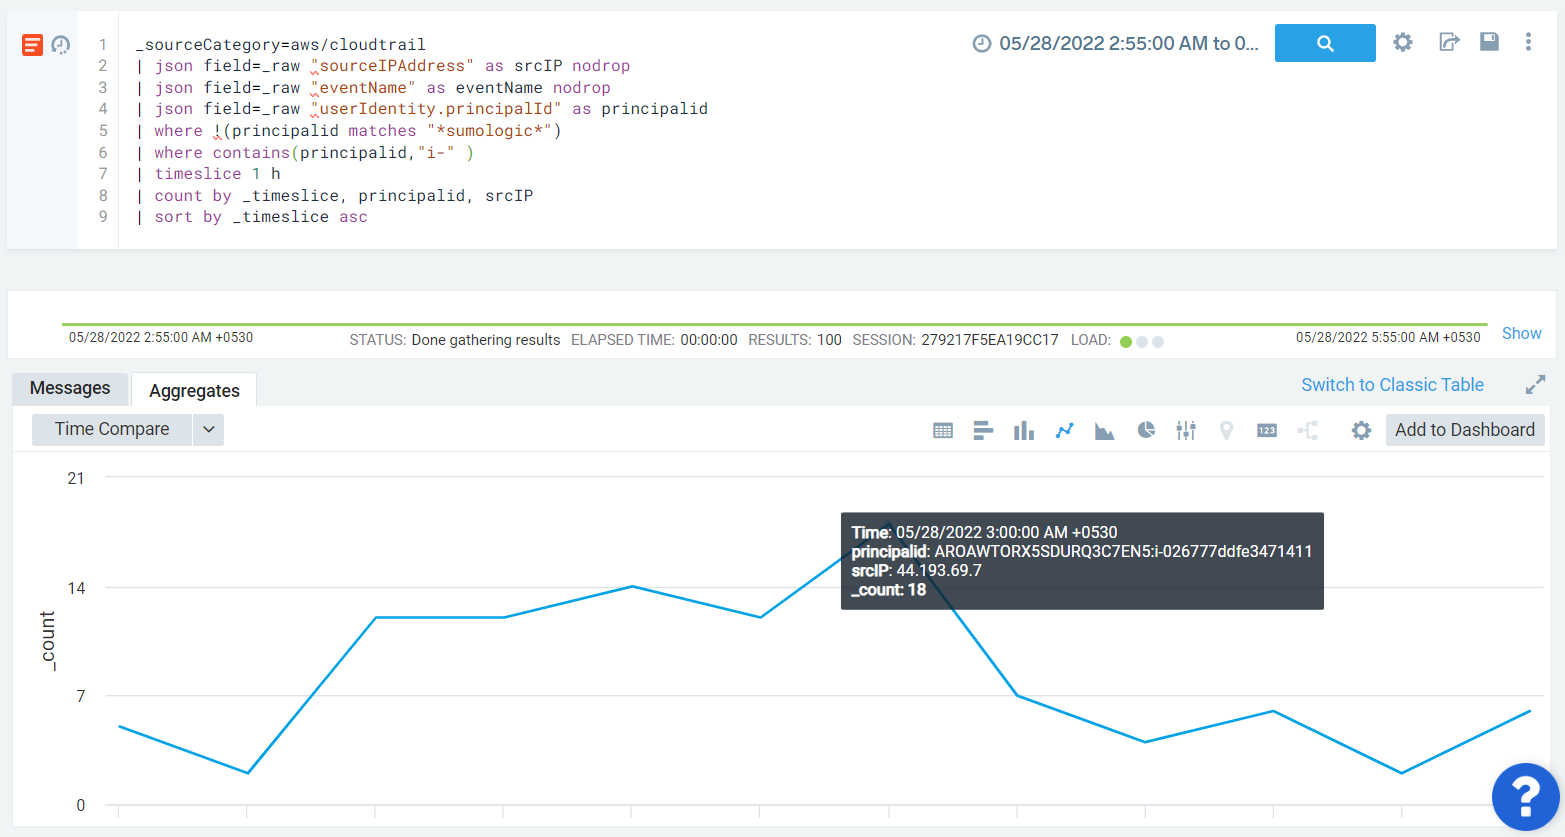 1 _sourceCategory=aws/cloudtrail
2 | json field=_raw "sourceIPAddress" as srcIP nodrop
3 | json field=_raw "eventName" as eventName nodrop
4 | json field=_raw "userIdentity.principalId" as principalid
5 | where !(principalid matches "*sumologic*")
6 | where contains(principalid,"i-" )
7 | timeslice 1 h
8 | count by _timeslice, principalid, srcIP
9 | sort by _timeslice asc
05/28/2022 2:55:00 AM to 0...
05/28/2022 2:55:00 AM +0530
STATUS: Done gathering results ELAPSED TIME: 00:00:00 RESULTS: 100 SESSION: 279217F5EA19CC17 LOAD:
05/28/2022 5:55:00 AM +0530
Show
Messages
Aggregates
Switch to Classic Table
Time Compare
123
Add to Dashboard
21
14
7
0
_count
Time: 05/28/2022 3:00:00 AM +0530
principalid: AROAWTORX5SDURQ3C7EN5:i-026777ddfe3471411
srcIP: 44.193.69.7
_count: 18
?